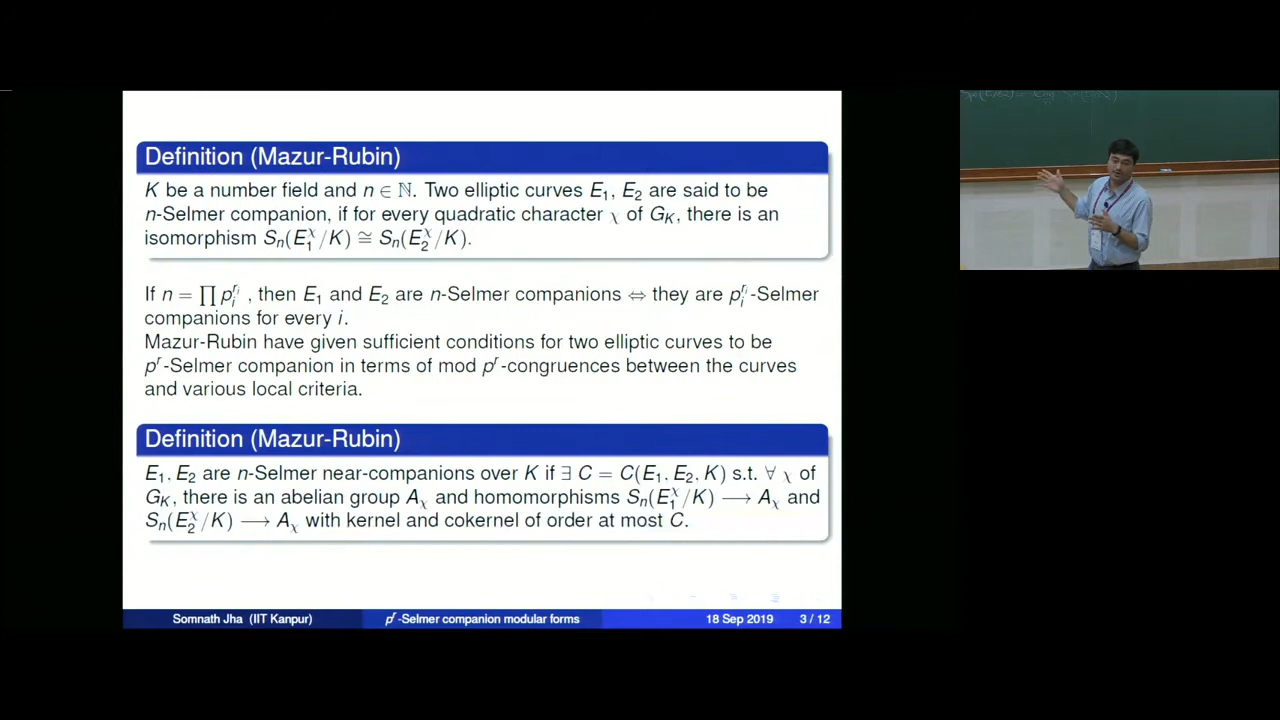 Definition (Mazur-Rubin)
K be a number field and n ∈ ℕ. Two elliptic curves E₁, E₂ are said to be
n-Selmer companion, if for every quadratic character χ of G_K, there is an
isomorphism S_n(E₁^χ/K) ≅ S_n(E₂^χ/K).
If n = ∏ p_i^{r_i} , then E₁ and E₂ are n-Selmer companions ⇔ they are p_i^{r_i}-Selmer
companions for every i.
Mazur-Rubin have given sufficient conditions for two elliptic curves to be
p^r-Selmer companion in terms of mod p^r-congruences between the curves
and various local criteria.
Definition (Mazur-Rubin)
E₁, E₂ are n-Selmer near-companions over K if ∃ C = C(E₁, E₂, K) s.t. ∀ χ of
G_K, there is an abelian group A_χ and homomorphisms S_n(E₁^χ/K) ⟶ A_χ and
S_n(E₂^χ/K) ⟶ A_χ with kernel and cokernel of order at most C.
Somnath Jha (IIT Kanpur) p^r-Selmer companion modular forms 18 Sep 2019 3 / 12